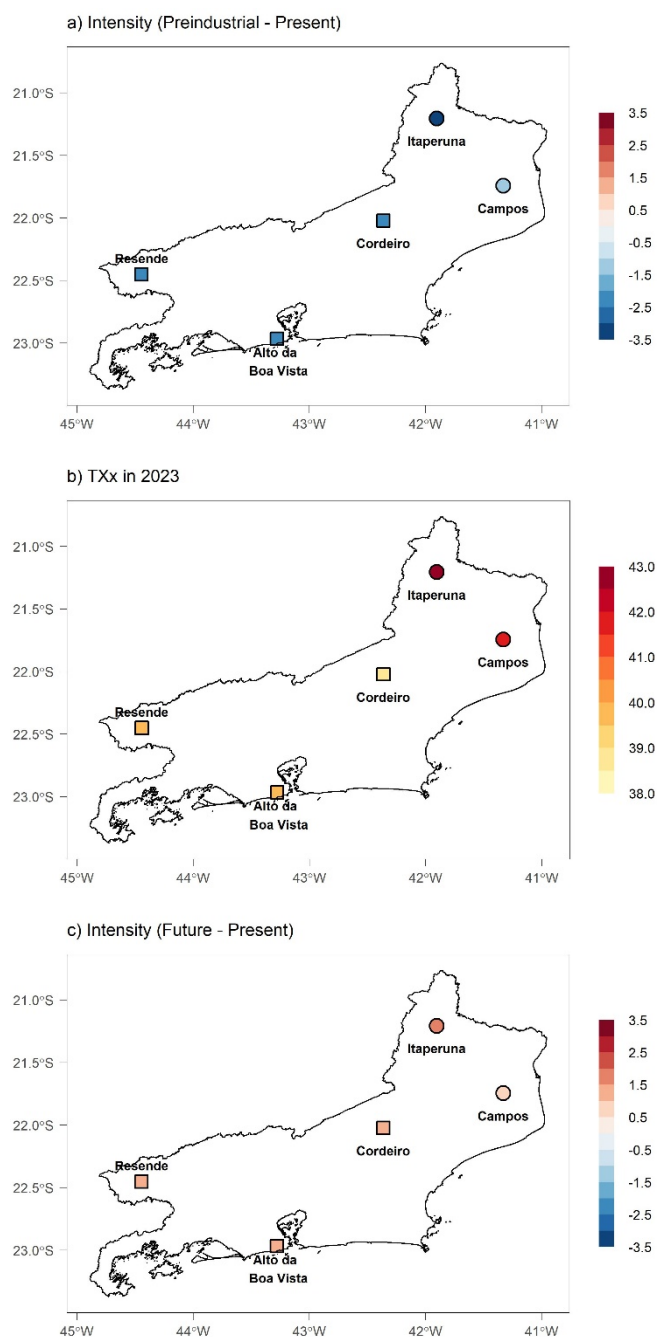 a) Intensity (Preindustrial - Present)
21.0°S
21.5°S
22.0°S
22.5°S
23.0°S
Itaperuna
Campos
Cordeiro
Resende
Alto da
Boa Vista
45°W
44°W
43°W
42°W
41°W
3.5
2.5
1.5
0.5
-0.5
-1.5
-2.5
-3.5
b) TXx in 2023
21.0°S
21.5°S
22.0°S
22.5°S
23.0°S
Itaperuna
Campos
Cordeiro
Resende
Alto da
Boa Vista
45°W
44°W
43°W
42°W
41°W
43.0
42.0
41.0
40.0
39.0
38.0
c) Intensity (Future - Present)
21.0°S
21.5°S
22.0°S
22.5°S
23.0°S
Itaperuna
Campos
Cordeiro
Resende
Alto da
Boa Vista
45°W
44°W
43°W
42°W
41°W
3.5
2.5
1.5
0.5
-0.5
-1.5
-2.5
-3.5